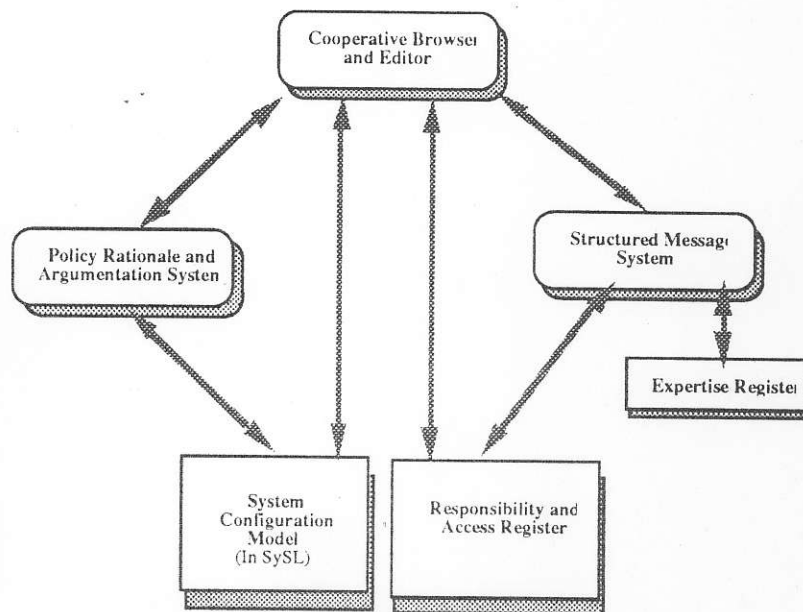 Cooperative Browser
and Editor
Policy Rationale and
Argumentation System
Structured Message
System
Expertise Register
System
Configuration
Model
(In SySL)
Responsibility and
Access Register